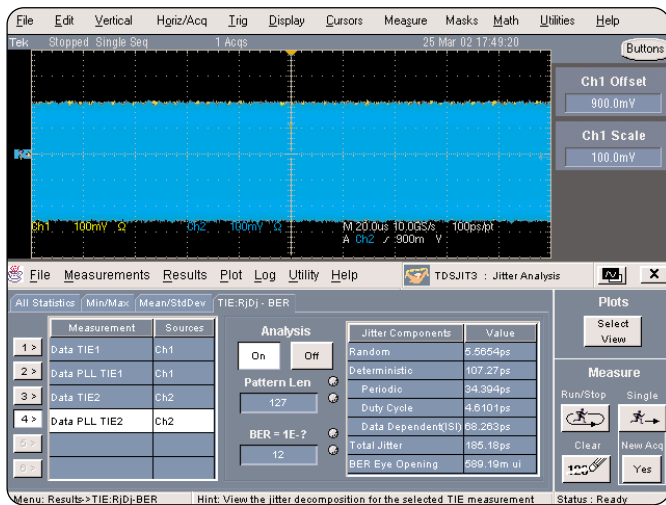 File Edit Vertical Horiz/Acq Trig Display Cursors Measure Masks Math Utilities Help
Tek Stopped Single Seq 1 Acqs 25 Mar 02 17:49:20
Buttons
Ch1 Offset
900.0mV
Ch1 Scale
100.0mV
Ch1 100mV Ω Ch2 100mV Ω M 20.0us 10.0GS/s 100ps/pt
A Ch2 900m V
File Measurements Results Plot Log Utility Help TDSJIT3 : Jitter Analysis X
All Statistics Min/Max Mean/StdDev TIE:RjDj - BER
Measurement Sources
1 > Data TIE1 Ch1
2 > Data PLL TIE1 Ch1
3 > Data TIE2 Ch2
4 > Data PLL TIE2 Ch2
5 >
6 >
Analysis
On Off
Pattern Len
127
BER = 1E-?
12
Jitter Components Value
Random 5.5654ps
Deterministic 107.27ps
Periodic 34.394ps
Duty Cycle 4.6101ps
Data Dependent(ISI) 68.263ps
Total Jitter 185.18ps
BER Eye Opening 589.19m ui
Plots
Select
View
Measure
Run/Stop Single
Clear New Acq
123 Yes
Menu: Results->TIE:RjDj-BER Hint: View the jitter decomposition for the selected TIE measurement Status : Ready